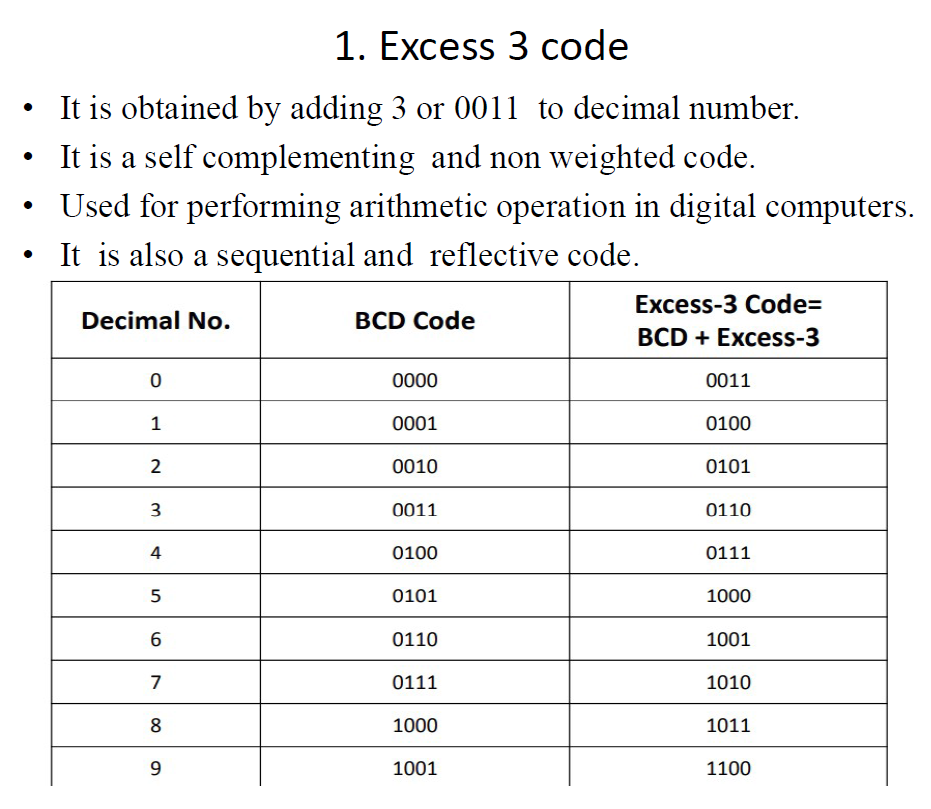 1. Excess 3 code
• It is obtained by adding 3 or 0011 to decimal number.
• It is a self complementing and non weighted code.
• Used for performing arithmetic operation in digital computers.
• It is also a sequential and reflective code.
Decimal No. BCD Code Excess-3 Code=
BCD + Excess-3
0 0000 0011
1 0001 0100
2 0010 0101
3 0011 0110
4 0100 0111
5 0101 1000
6 0110 1001
7 0111 1010
8 1000 1011
9 1001 1100